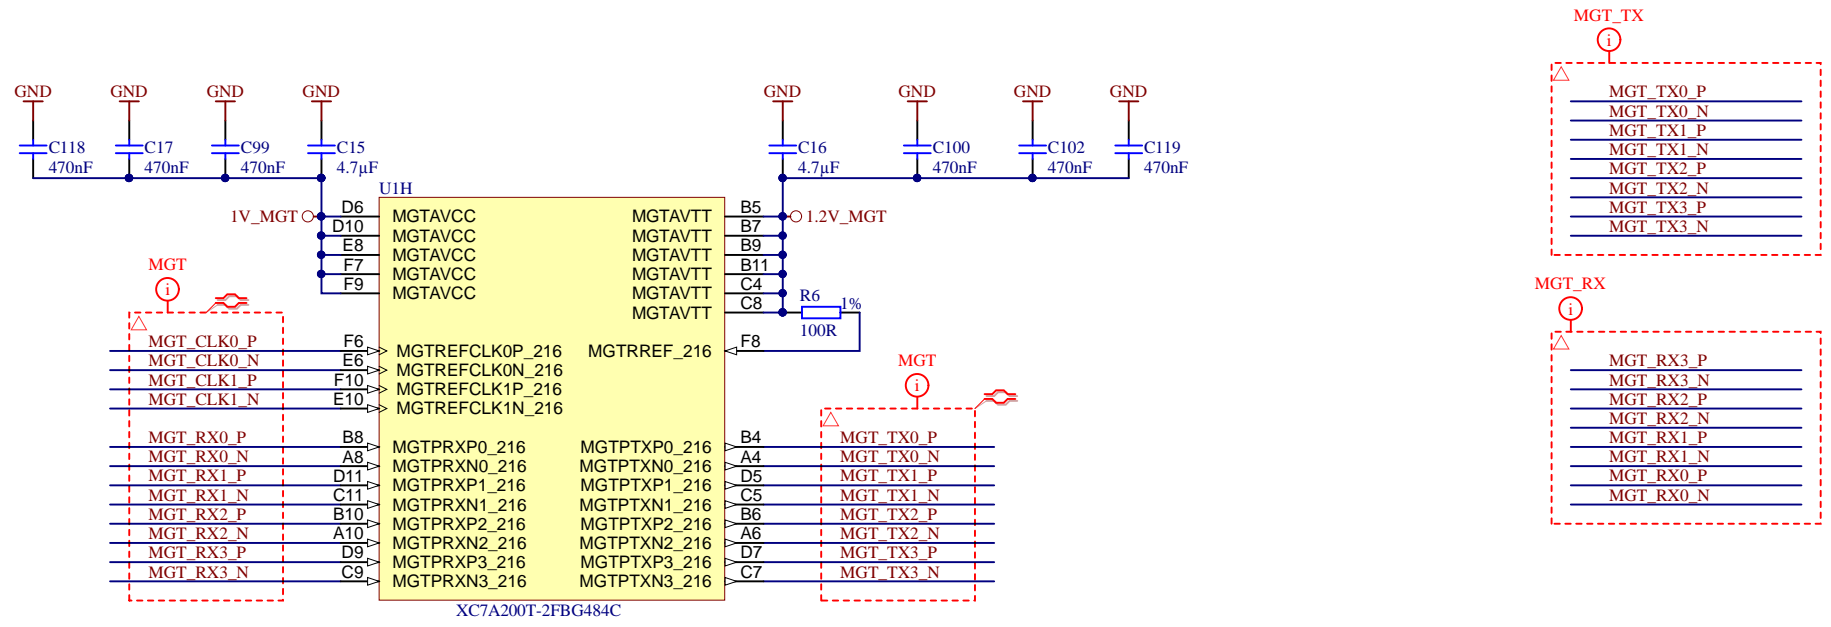 MGT_TX
i
GND GND GND GND GND GND GND GND
C118 C17 C99 C15 C16 C100 C102 C119
470nF 470nF 470nF 4.7µF 4.7µF 470nF 470nF 470nF
MGT_TX0_P
MGT_TX0_N
MGT_TX1_P
MGT_TX1_N
MGT_TX2_P
MGT_TX2_N
MGT_TX3_P
MGT_TX3_N
U1H
1V_MGT D6 MGTAVCC MGTAVTT B5 1.2V_MGT
D10 MGTAVCC MGTAVTT B7
E8 MGTAVCC MGTAVTT B9
F7 MGTAVCC MGTAVTT B11
F9 MGTAVCC MGTAVTT C4
MGTAVTT C8 R6 1%
100R
MGT
i
MGT_CLK0_P F6 MGTREFCLK0P_216 MGTRREF_216 F8
MGT_CLK0_N E6 MGTREFCLK0N_216
MGT_CLK1_P F10 MGTREFCLK1P_216
MGT_CLK1_N E10 MGTREFCLK1N_216
MGT
i
MGT_RX0_P B8 MGTPRXP0_216 MGTPTXP0_216 B4 MGT_TX0_P
MGT_RX0_N A8 MGTPRXN0_216 MGTPTXN0_216 A4 MGT_TX0_N
MGT_RX1_P D11 MGTPRXP1_216 MGTPTXP1_216 D5 MGT_TX1_P
MGT_RX1_N C11 MGTPRXN1_216 MGTPTXN1_216 C5 MGT_TX1_N
MGT_RX2_P B10 MGTPRXP2_216 MGTPTXP2_216 B6 MGT_TX2_P
MGT_RX2_N A10 MGTPRXN2_216 MGTPTXN2_216 A6 MGT_TX2_N
MGT_RX3_P D9 MGTPRXP3_216 MGTPTXP3_216 D7 MGT_TX3_P
MGT_RX3_N C9 MGTPRXN3_216 MGTPTXN3_216 C7 MGT_TX3_N
XC7A200T-2FBG484C
MGT_RX
i
MGT_RX3_P
MGT_RX3_N
MGT_RX2_P
MGT_RX2_N
MGT_RX1_P
MGT_RX1_N
MGT_RX0_P
MGT_RX0_N